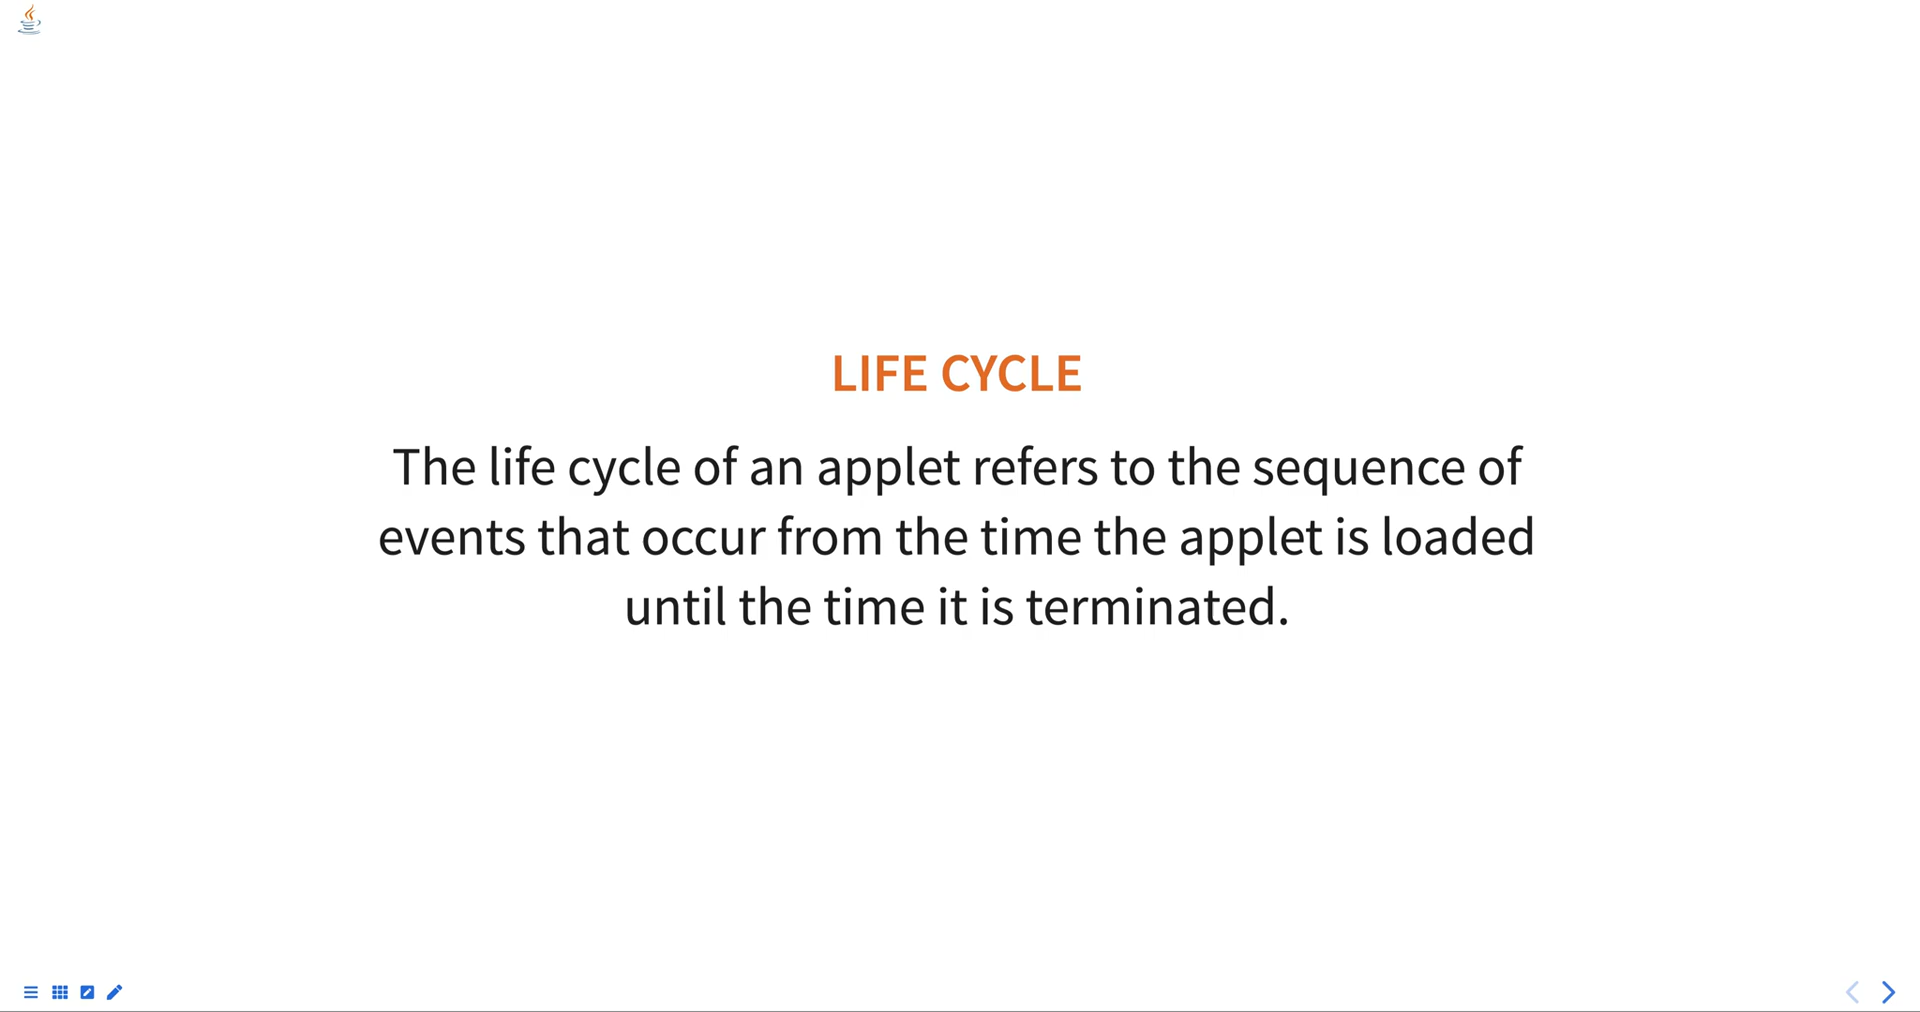 LIFE CYCLE
The life cycle of an applet refers to the sequence of
events that occur from the time the applet is loaded
until the time it is terminated.